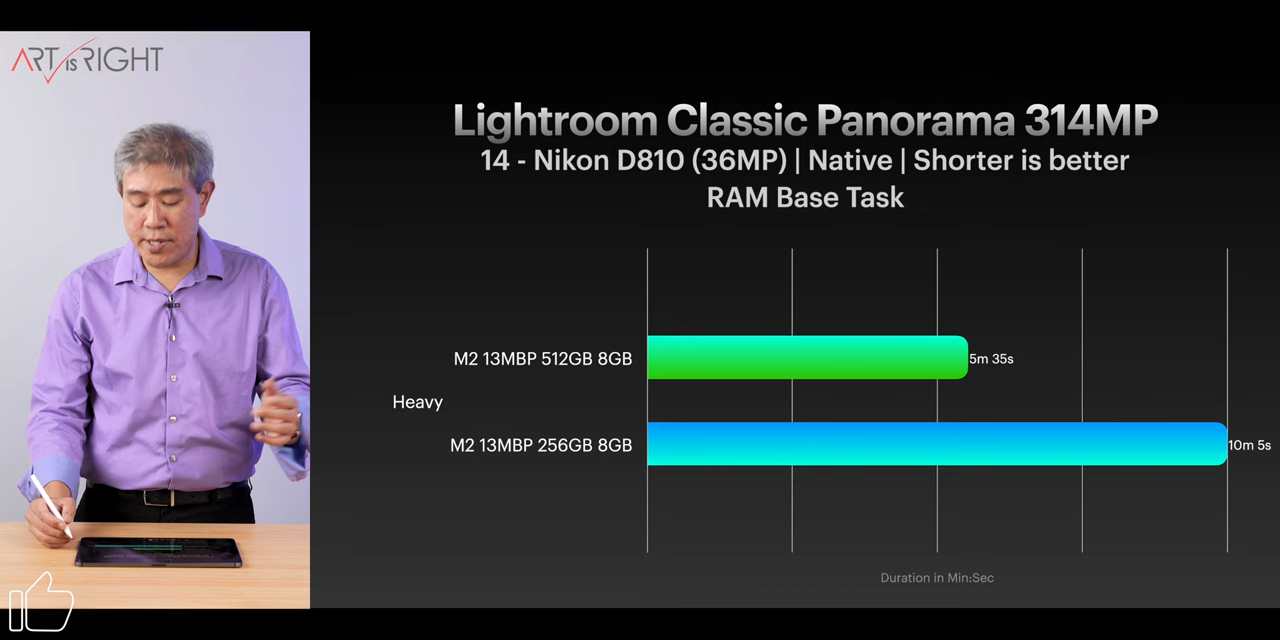 ART IS RIGHT
Lightroom Classic Panorama 314MP
14 - Nikon D810 (36MP) | Native | Shorter is better
RAM Base Task
M2 13MBP 512GB 8GB
5m 35s
Heavy
M2 13MBP 256GB 8GB
10m 5s
Duration in Min:Sec